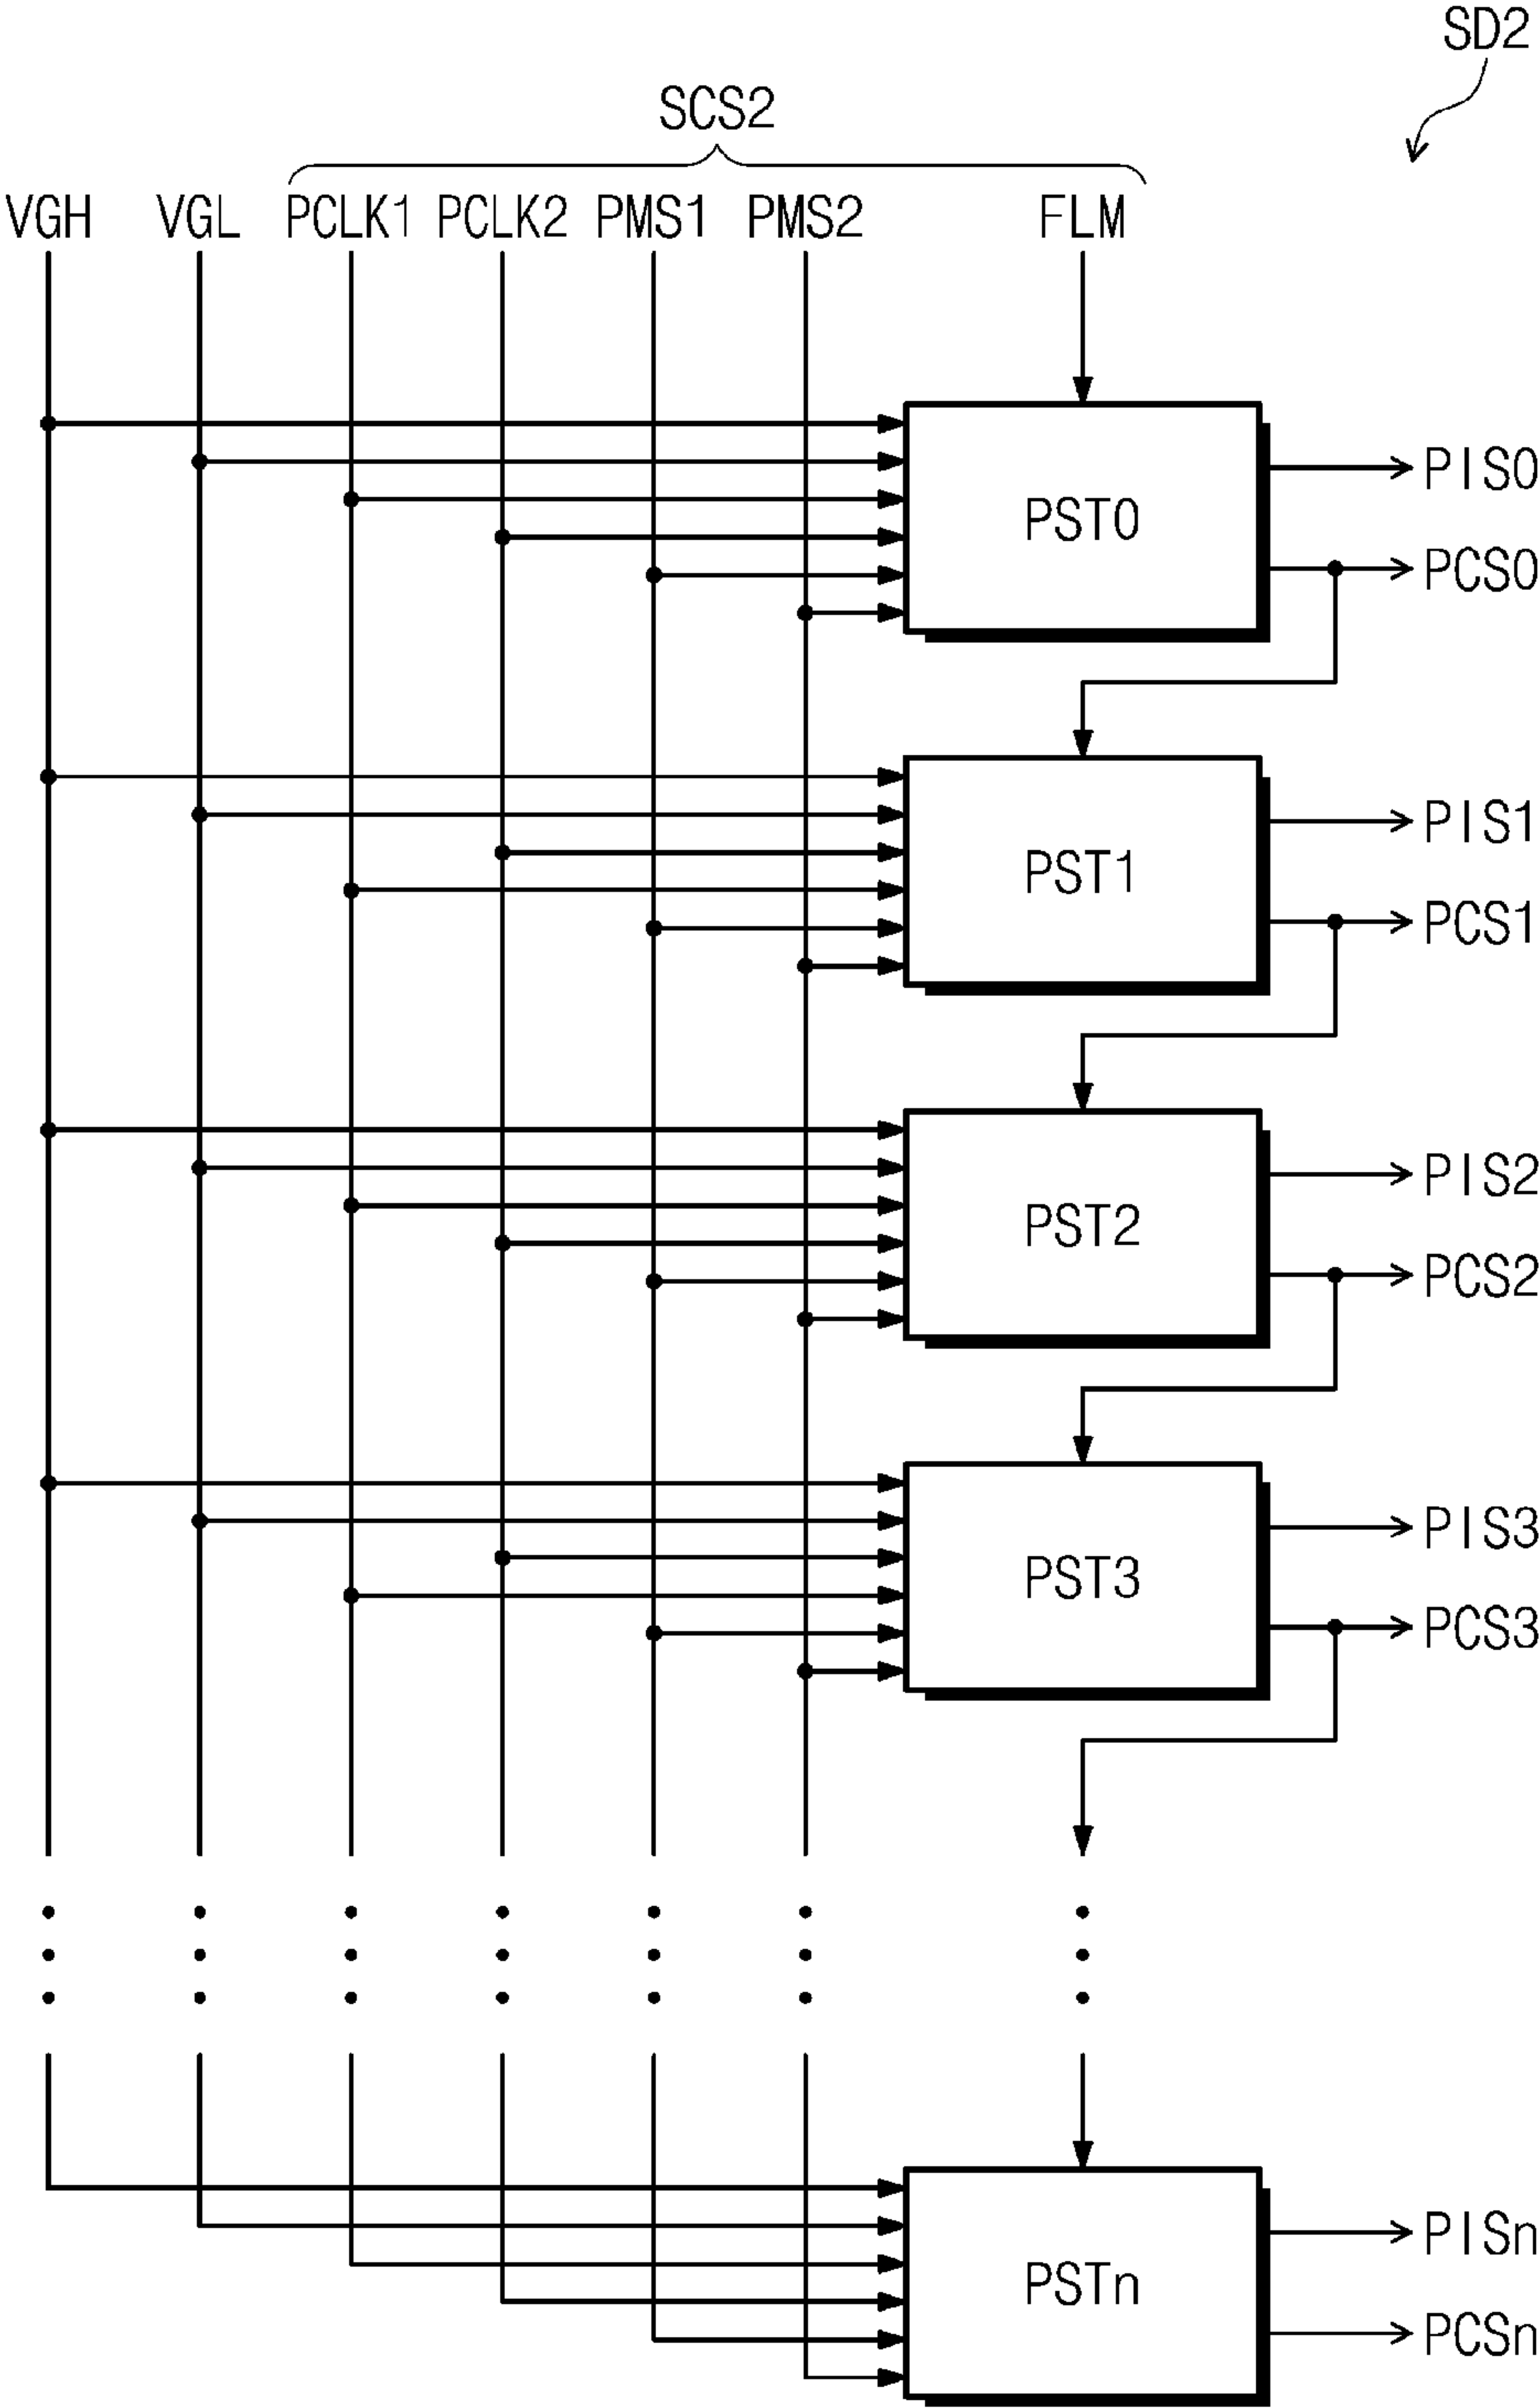 SD2
SCS2
VGH VGL PCLK1 PCLK2 PMS1 PMS2 FLM
PST0
PIS0
PCS0
PST1
PIS1
PCS1
PST2
PIS2
PCS2
PST3
PIS3
PCS3
PSTn
PISn
PCSn